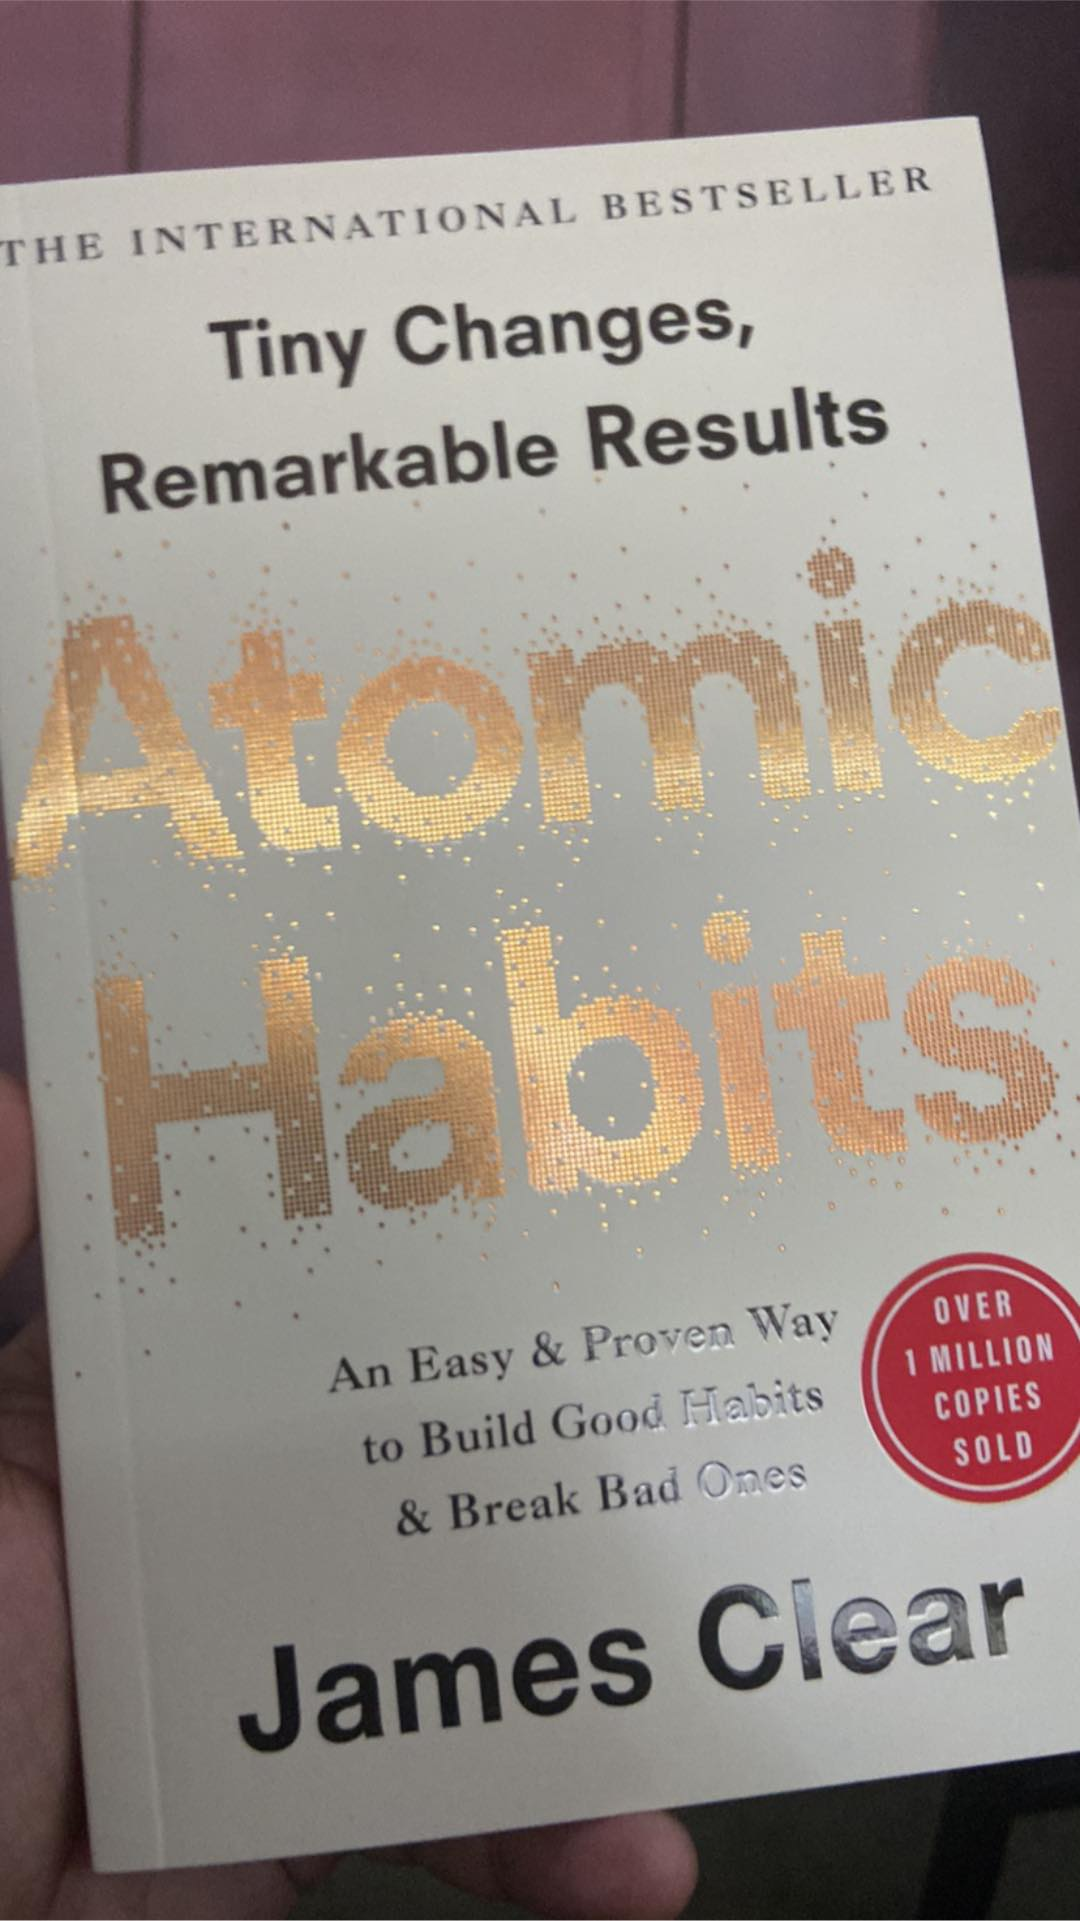 THE INTERNATIONAL BESTSELLER
Tiny Changes,
Remarkable Results
Atomic
Habits
An Easy & Proven Way
to Build Good Habits
& Break Bad Ones
OVER
1 MILLION
COPIES
SOLD
James Clear